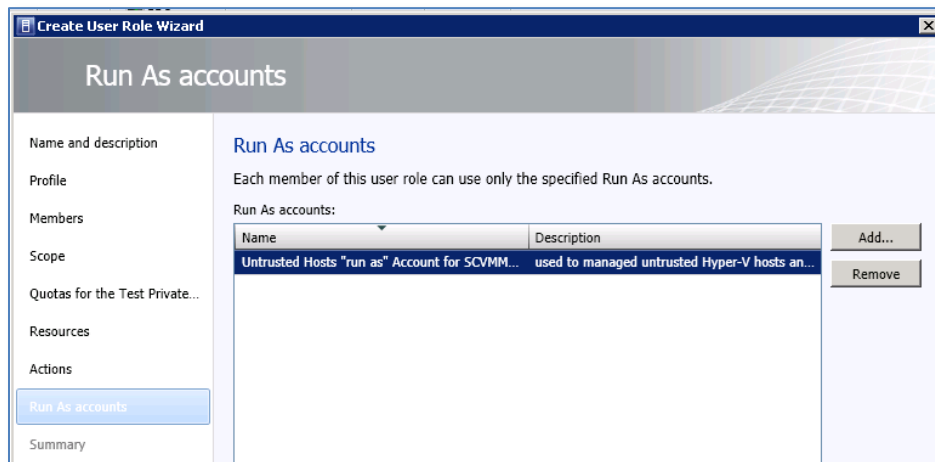 Create User Role Wizard
Run As accounts
Name and description
Profile
Members
Scope
Quotas for the Test Private...
Resources
Actions
Run As accounts
Summary
Run As accounts
Each member of this user role can use only the specified Run As accounts.
Run As accounts:
Name Description
Untrusted Hosts "run as" Account for SCVMM... used to managed untrusted Hyper-V hosts an...
Add...
Remove